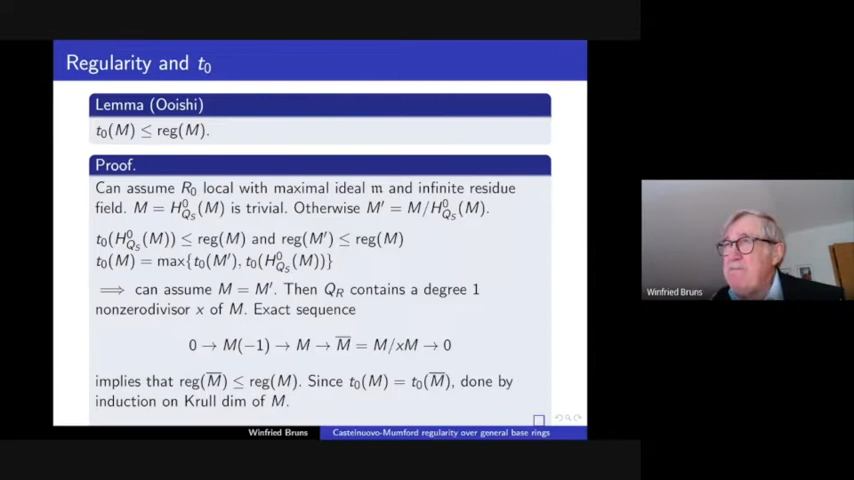 Regularity and t₀
Lemma (Ooishi)
t₀(M) ≤ reg(M).
Proof.
Can assume R₀ local with maximal ideal 𝔪 and infinite residue
field. M = H⁰_{Q_S}(M) is trivial. Otherwise M′ = M/H⁰_{Q_S}(M).
t₀(H⁰_{Q_S}(M)) ≤ reg(M) and reg(M′) ≤ reg(M)
t₀(M) = max{t₀(M′), t₀(H⁰_{Q_S}(M))}
⟹ can assume M = M′. Then Q_R contains a degree 1
nonzerodivisor x of M. Exact sequence
0 → M(−1) → M → M̅ = M/xM → 0
implies that reg(M̅) ≤ reg(M). Since t₀(M) = t₀(M̅), done by
induction on Krull dim of M.
Winfried Bruns
Castelnuovo-Mumford regularity over general base rings
Winfried Bruns